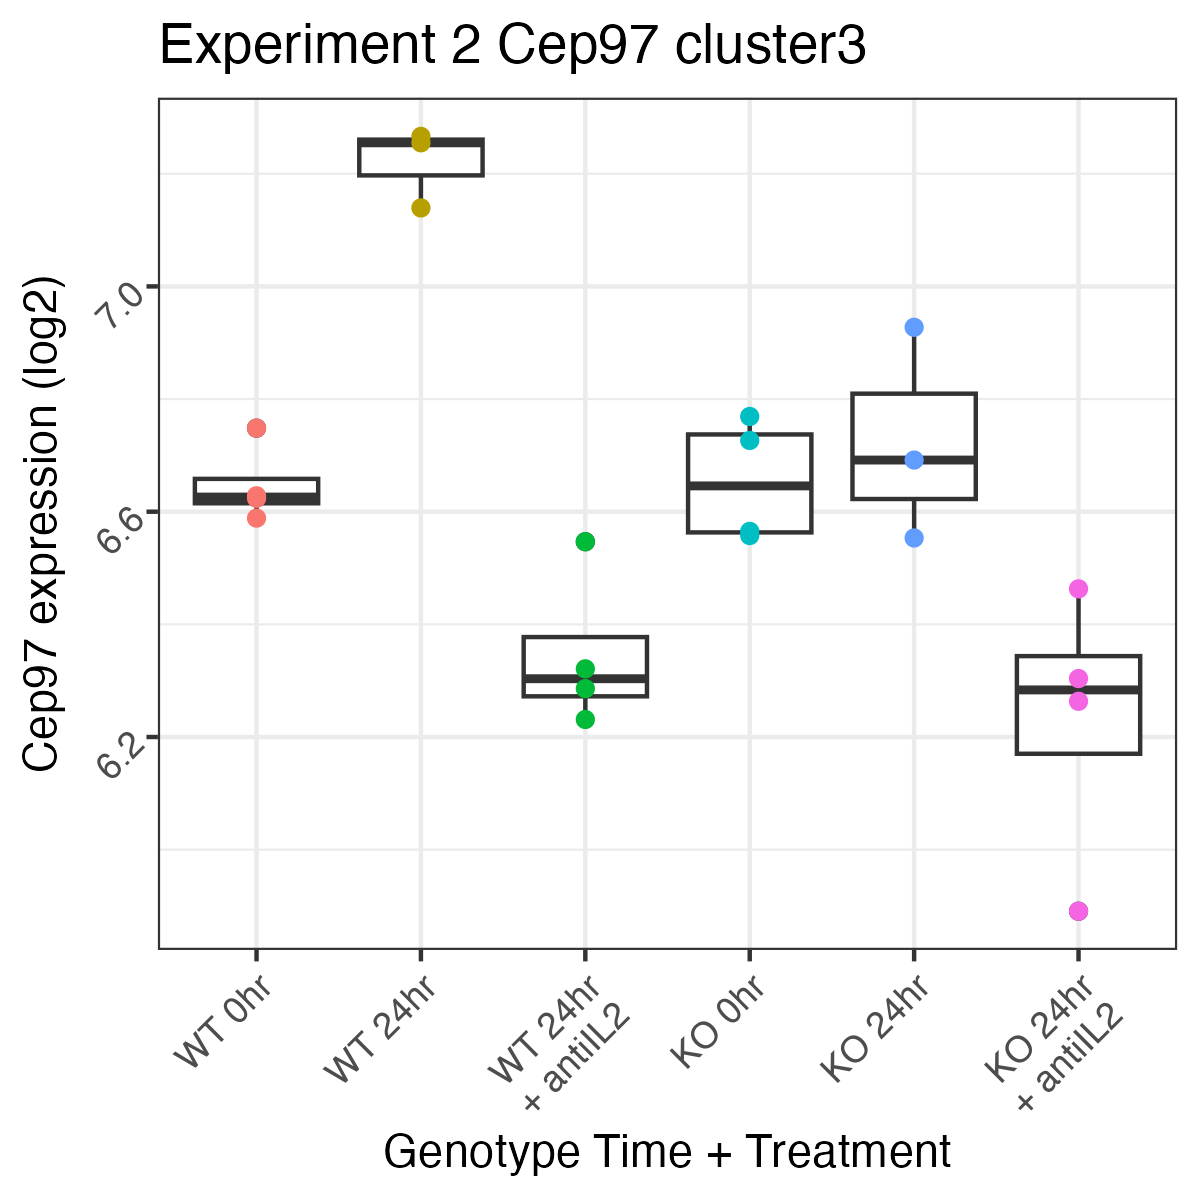 Experiment 2 Cep97 cluster3
Cep97 expression (log2)
7.0
6.6
6.2
WT 0hr
WT 24hr
WT 24hr
+ antiIL2
KO 0hr
KO 24hr
KO 24hr
+ antiIL2
Genotype Time + Treatment